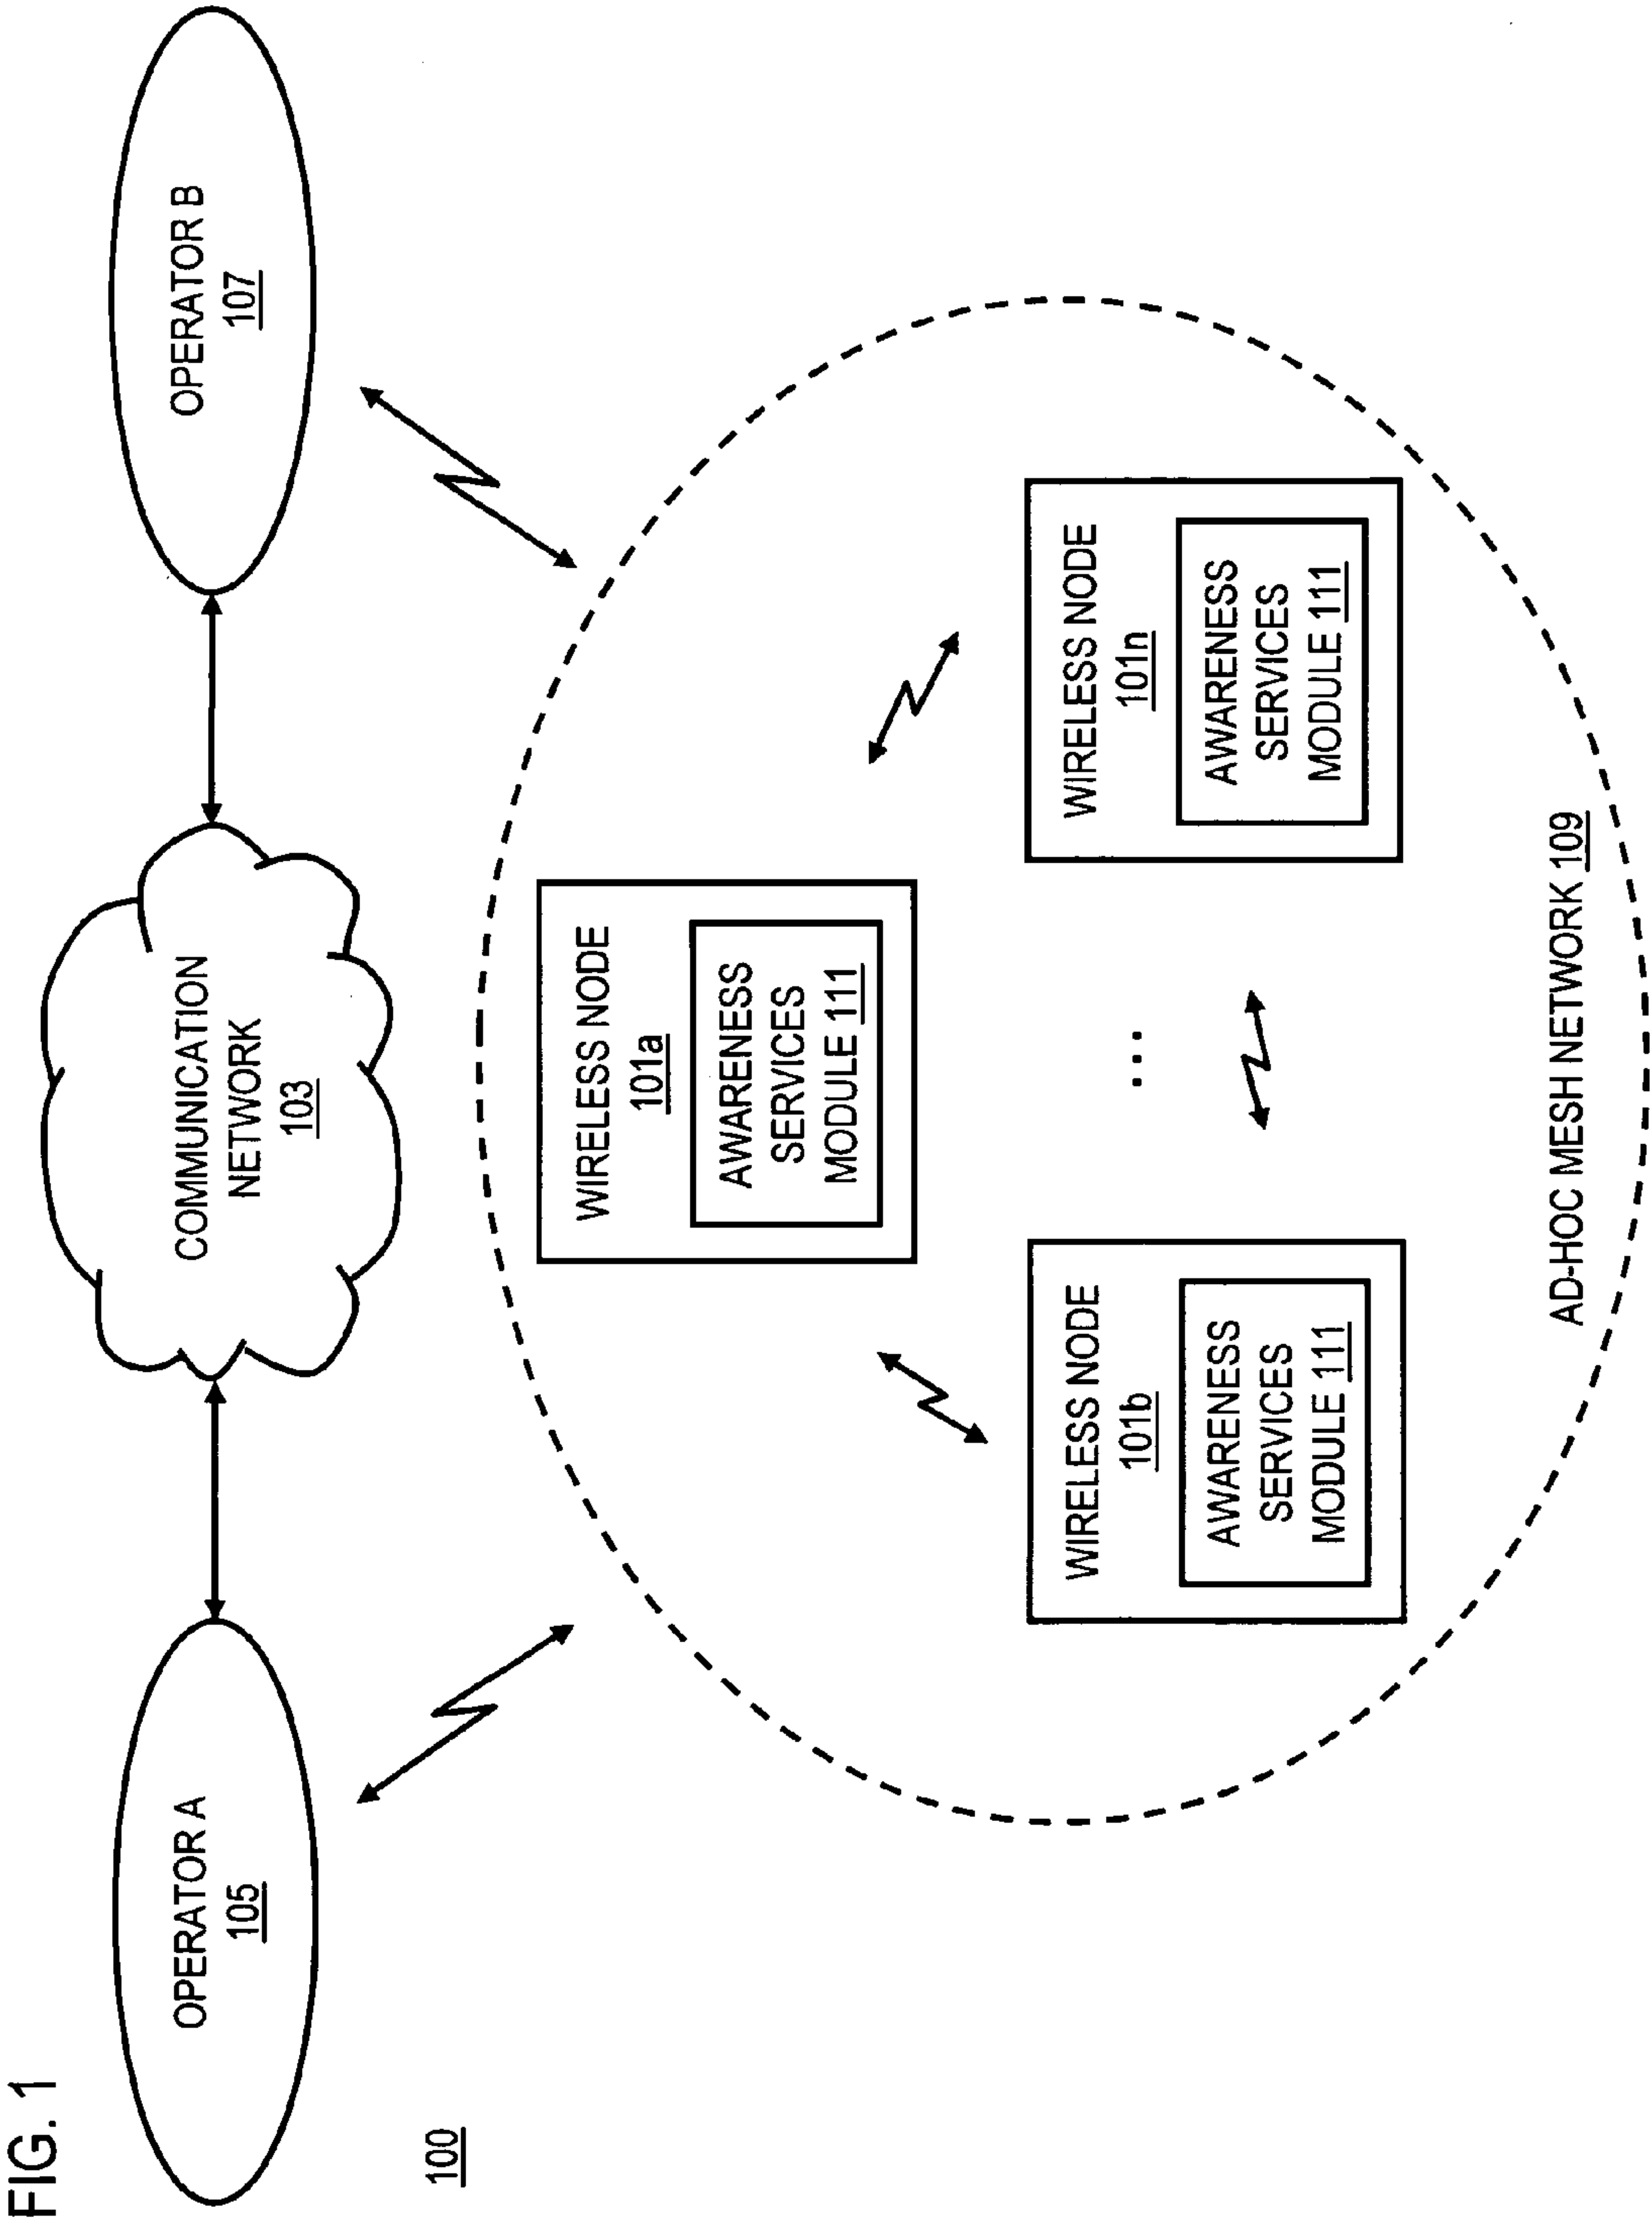 FIG. 1
100
OPERATOR A
105
COMMUNICATION
NETWORK
103
OPERATOR B
107
WIRELESS NODE
101a
AWARENESS
SERVICES
MODULE 111
WIRELESS NODE
101b
AWARENESS
SERVICES
MODULE 111
...
WIRELESS NODE
101n
AWARENESS
SERVICES
MODULE 111
AD-HOC MESH NETWORK 109